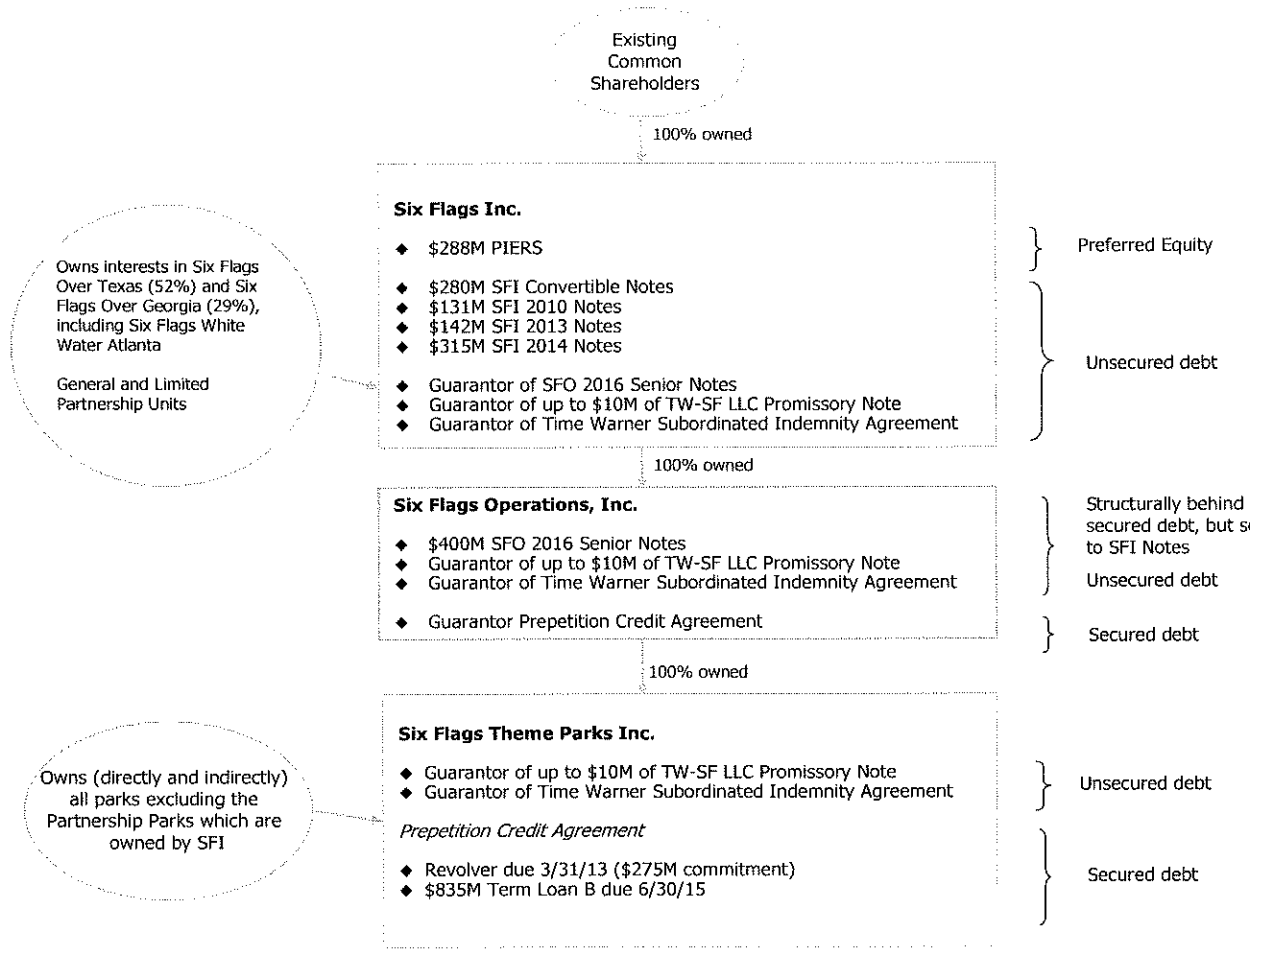 Existing
Common
Shareholders
100% owned
Six Flags Inc.
◆ $288M PIERS
Preferred Equity
Owns interests in Six Flags
Over Texas (52%) and Six
Flags Over Georgia (29%),
including Six Flags White
Water Atlanta
General and Limited
Partnership Units
◆ $280M SFI Convertible Notes
◆ $131M SFI 2010 Notes
◆ $142M SFI 2013 Notes
◆ $315M SFI 2014 Notes
◆ Guarantor of SFO 2016 Senior Notes
◆ Guarantor of up to $10M of TW-SF LLC Promissory Note
◆ Guarantor of Time Warner Subordinated Indemnity Agreement
Unsecured debt
100% owned
Six Flags Operations, Inc.
◆ $400M SFO 2016 Senior Notes
◆ Guarantor of up to $10M of TW-SF LLC Promissory Note
◆ Guarantor of Time Warner Subordinated Indemnity Agreement
Structurally behind
secured debt, but
to SFI Notes
Unsecured debt
◆ Guarantor Prepetition Credit Agreement
Secured debt
100% owned
Six Flags Theme Parks Inc.
◆ Guarantor of up to $10M of TW-SF LLC Promissory Note
◆ Guarantor of Time Warner Subordinated Indemnity Agreement
Unsecured debt
Owns (directly and indirectly)
all parks excluding the
Partnership Parks which are
owned by SFI
Prepetition Credit Agreement
◆ Revolver due 3/31/13 ($275M commitment)
◆ $835M Term Loan B due 6/30/15
Secured debt